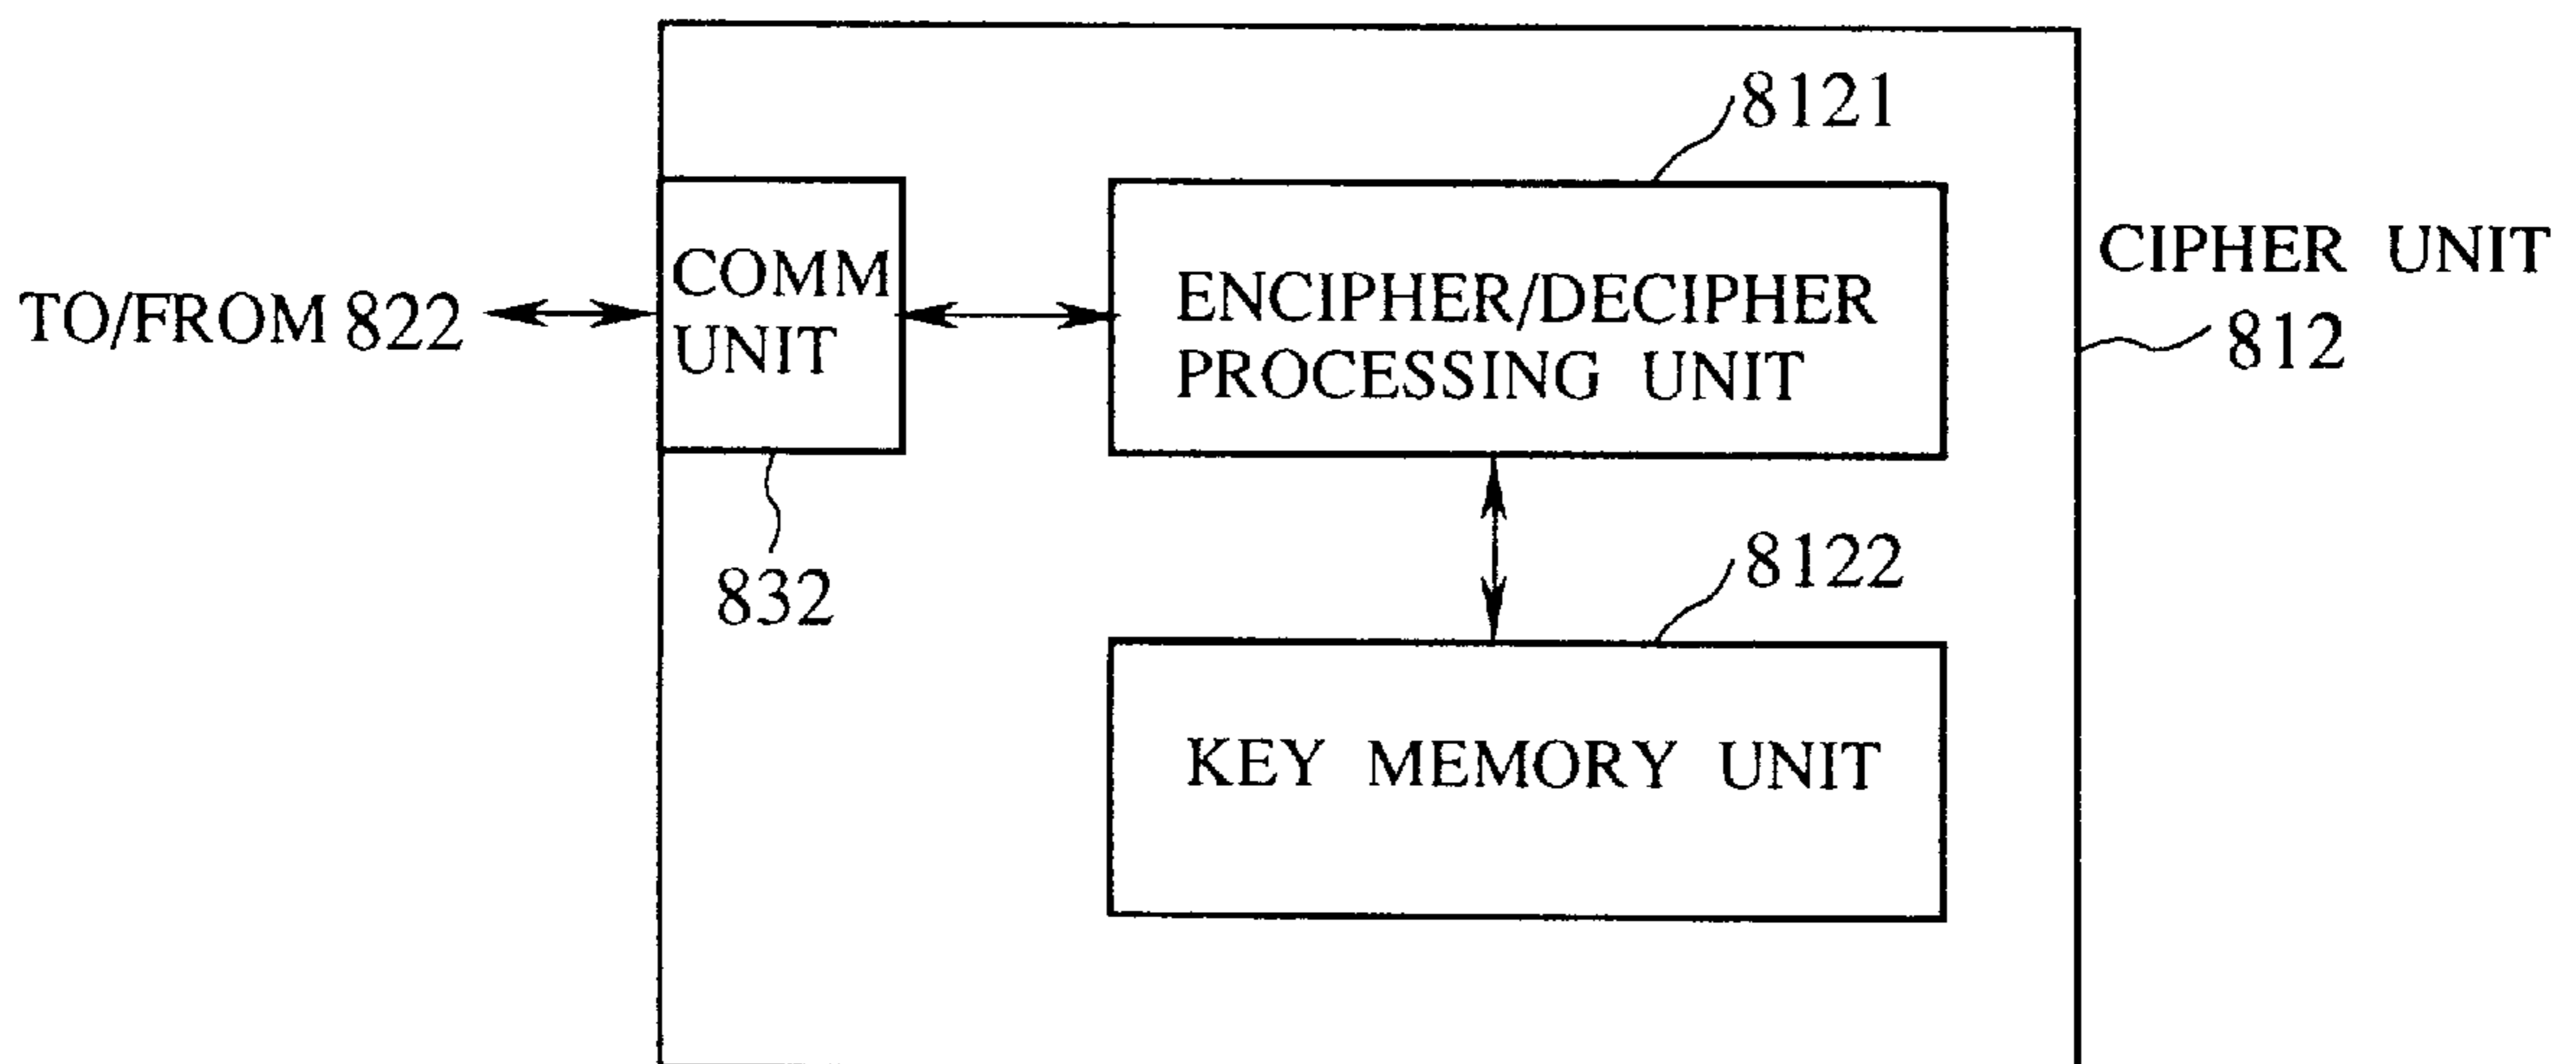 8121
CIPHER UNIT
812
COMM
UNIT
ENCIPHER/DECIPHER
PROCESSING UNIT
TO/FROM 822
832
8122
KEY MEMORY UNIT